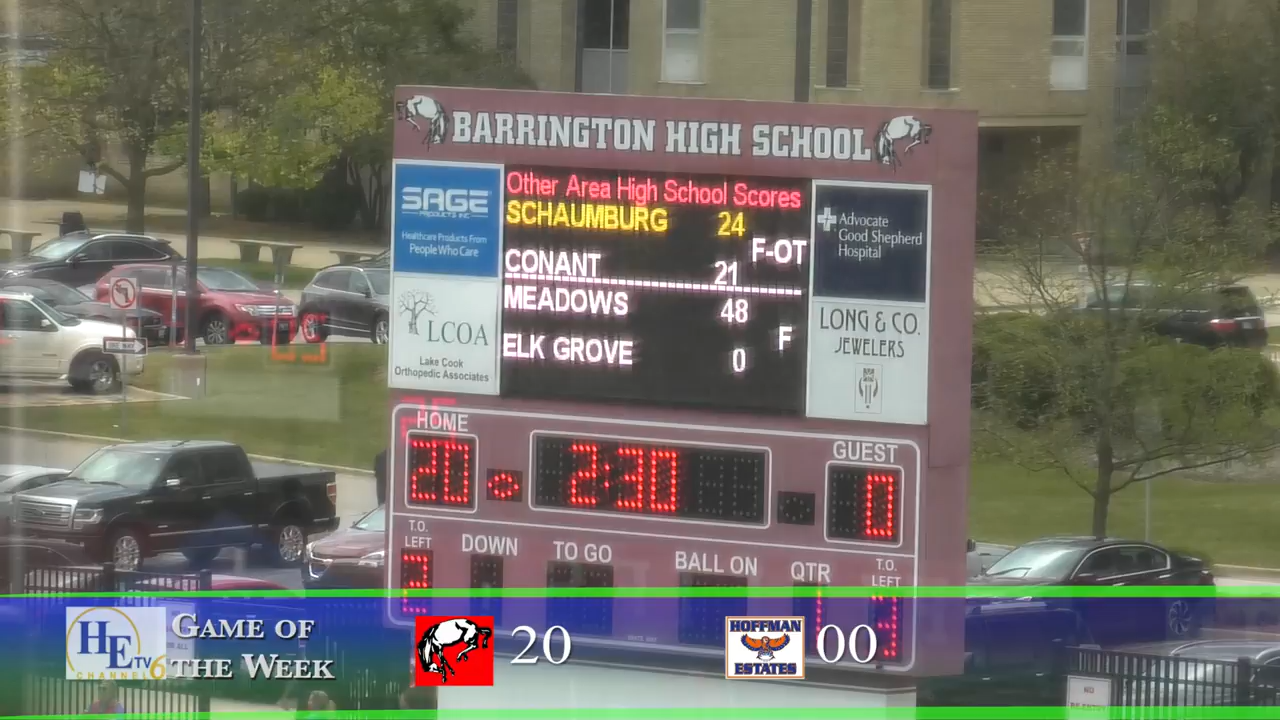 BARRINGTON HIGH SCHOOL
SAGE
PRODUCTS INC
Healthcare Products From
People Who Care
Other Area High School Scores
SCHAUMBURG 24
F-OT
CONANT 21
MEADOWS 48
F
ELK GROVE 0
Advocate
Good Shepherd
Hospital
LCOA
Lake Cook
Orthopedic Associates
LONG & CO.
JEWELERS
HOME
20
2:30
GUEST
0
T.O.
LEFT
2
DOWN
TO GO
BALL ON
QTR
1
T.O.
LEFT
3
HE TV
CHANNEL 6
GAME OF
THE WEEK
20
HOFFMAN
ESTATES
00
NO